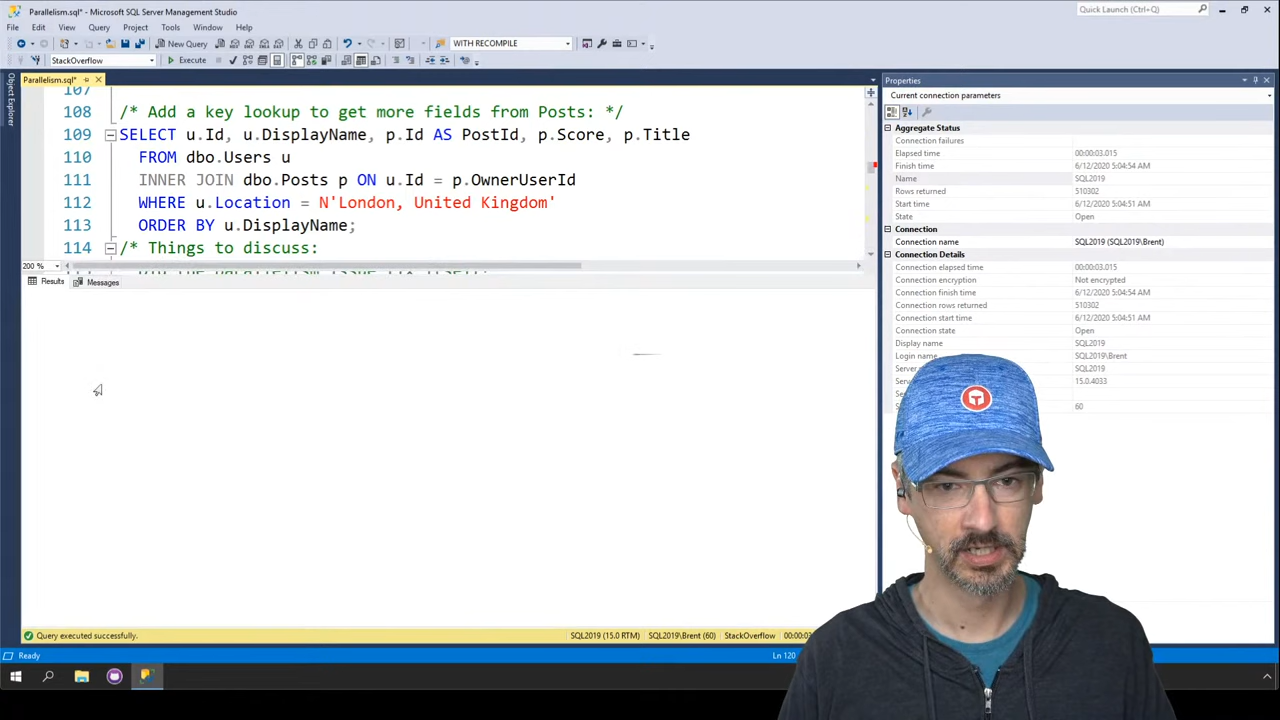 Parallelism.sql* - Microsoft SQL Server Management Studio
Quick Launch (Ctrl+Q)
File Edit View Query Project Tools Window Help
New Query
WITH RECOMPILE
StackOverflow
Execute
Object Explorer
Parallelism.sql*
107
108 /* Add a key lookup to get more fields from Posts: */
109 SELECT u.Id, u.DisplayName, p.Id AS PostId, p.Score, p.Title
110 FROM dbo.Users u
111 INNER JOIN dbo.Posts p ON u.Id = p.OwnerUserId
112 WHERE u.Location = N'London, United Kingdom'
113 ORDER BY u.DisplayName;
114 /* Things to discuss:
200 %
Results Messages
Query executed successfully.
SQL2019 (15.0 RTM) SQL2019\Brent (60) StackOverflow
Ready
Ln 120
Properties
Current connection parameters
Aggregate Status
Connection failures
Elapsed time 00:00:03.015
Finish time 6/12/2020 5:04:54 AM
Name SQL2019
Rows returned 510302
Start time 6/12/2020 5:04:51 AM
State Open
Connection
Connection name SQL2019 (SQL2019\Brent)
Connection Details
Connection elapsed time 00:00:03.015
Connection encryption Not encrypted
Connection finish time 6/12/2020 5:04:54 AM
Connection rows returned 510302
Connection start time 6/12/2020 5:04:51 AM
Connection state Open
Display name SQL2019
Login name SQL2019\Brent
SQL2019
15.0.4033
60